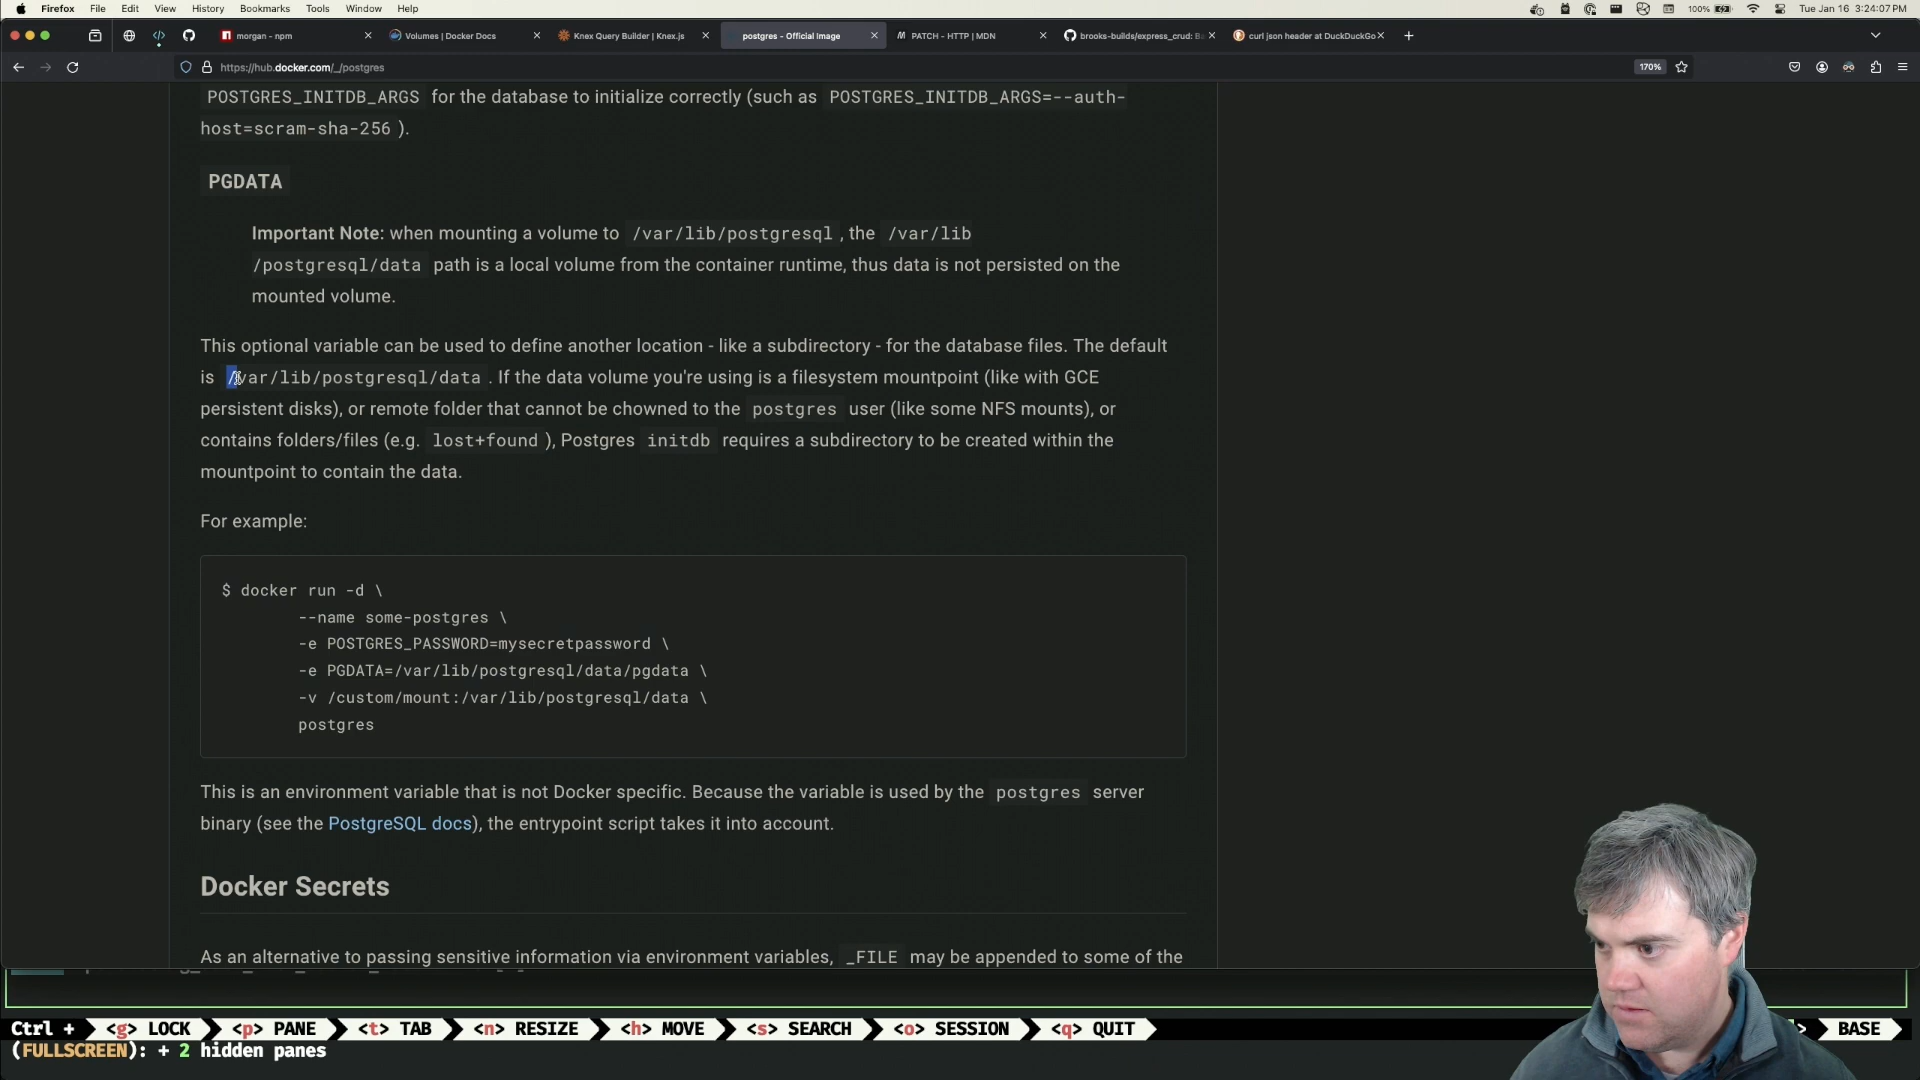 Firefox File Edit View History Bookmarks Tools Window Help 100% Tue Jan 16 3:24:07 PM
morgan - npm Volumes | Docker Docs Knex Query Builder | Knex.js postgres - Official Image PATCH - HTTP | MDN brooks-builds/express_crud: Ba curl json header at DuckDuckGo
https://hub.docker.com/_/postgres 170%
POSTGRES_INITDB_ARGS for the database to initialize correctly (such as POSTGRES_INITDB_ARGS=--auth-
host=scram-sha-256 ).
PGDATA
Important Note: when mounting a volume to /var/lib/postgresql , the /var/lib
/postgresql/data path is a local volume from the container runtime, thus data is not persisted on the
mounted volume.
This optional variable can be used to define another location - like a subdirectory - for the database files. The default
is /var/lib/postgresql/data . If the data volume you're using is a filesystem mountpoint (like with GCE
persistent disks), or remote folder that cannot be chowned to the postgres user (like some NFS mounts), or
contains folders/files (e.g. lost+found ), Postgres initdb requires a subdirectory to be created within the
mountpoint to contain the data.
For example:
$ docker run -d \
--name some-postgres \
-e POSTGRES_PASSWORD=mysecretpassword \
-e PGDATA=/var/lib/postgresql/data/pgdata \
-v /custom/mount:/var/lib/postgresql/data \
postgres
This is an environment variable that is not Docker specific. Because the variable is used by the postgres server
binary (see the PostgreSQL docs), the entrypoint script takes it into account.
Docker Secrets
As an alternative to passing sensitive information via environment variables, _FILE may be appended to some of the
Ctrl + <g> LOCK <p> PANE <t> TAB <n> RESIZE <h> MOVE <s> SEARCH <o> SESSION <q> QUIT > BASE
(FULLSCREEN): + 2 hidden panes